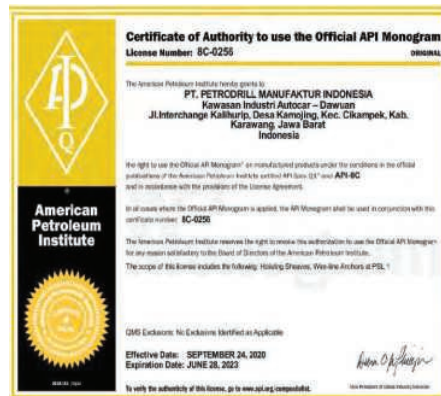 Certificate of Authority to use the Official API Monogram
License Number: 8C-0256
ORIGINAL
The American Petroleum Institute hereby grants to
PT. PETRODRILL MANUFAKTUR INDONESIA
Kawasan Industri Autocar – Dawuan
Jl.Interchange Kalihurip, Desa Kamojing, Kec. Cikampek, Kab.
Karawang, Jawa Barat
Indonesia
the right to use the Official API Monogram® on manufactured products under the conditions in the official
publications of the American Petroleum Institute entitled API Spec Q1® and API-8C
and in accordance with the provisions of the License Agreement.
In all cases where the Official API Monogram is applied, the API Monogram shall be used in conjunction with this
certificate number: 8C-0256
The American Petroleum Institute reserves the right to revoke this authorization to use the Official API Monogram
for any reason satisfactory to the Board of Directors of the American Petroleum Institute.
The scope of this license includes the following: Hoisting Sheaves, Wire-line Anchors at PSL 1
QMS Exclusions: No Exclusions Identified as Applicable
Effective Date: SEPTEMBER 24, 2020
Expiration Date: JUNE 28, 2023
To verify the authenticity of this license, go to www.api.org/compositelist.
Vice President of Global Industry Services
API
Q
American
Petroleum
Institute